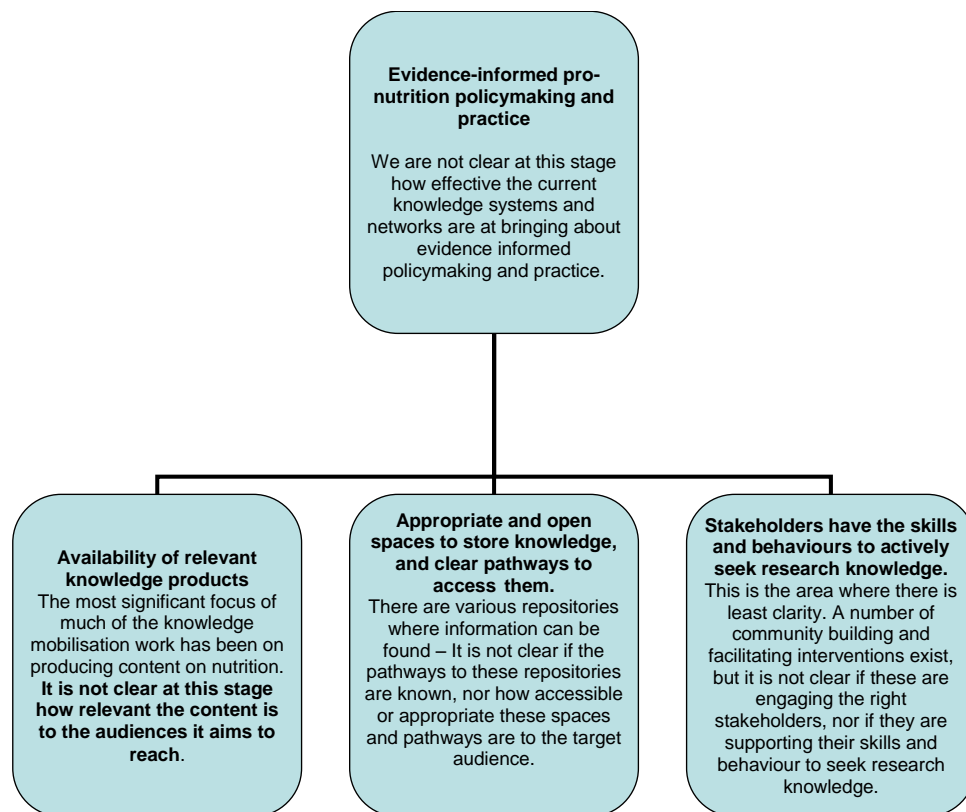 Evidence-informed pro-
nutrition policymaking and
practice
We are not clear at this stage
how effective the current
knowledge systems and
networks are at bringing about
evidence informed
policymaking and practice.
Availability of relevant
knowledge products
The most significant focus of
much of the knowledge
mobilisation work has been on
producing content on nutrition.
It is not clear at this stage
how relevant the content is
to the audiences it aims to
reach.
Appropriate and open
spaces to store knowledge,
and clear pathways to
access them.
There are various repositories
where information can be
found – It is not clear if the
pathways to these repositories
are known, nor how accessible
or appropriate these spaces
and pathways are to the target
audience.
Stakeholders have the skills
and behaviours to actively
seek research knowledge.
This is the area where there is
least clarity. A number of
community building and
facilitating interventions exist,
but it is not clear if these are
engaging the right
stakeholders, nor if they are
supporting their skills and
behaviour to seek research
knowledge.